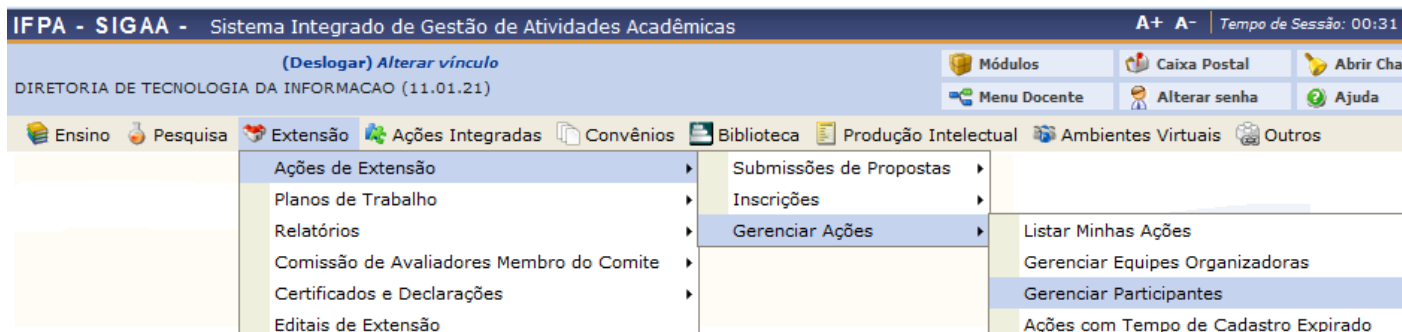 IFPA - SIGAA - Sistema Integrado de Gestão de Atividades Acadêmicas A+ A- Tempo de Sessão: 00:31
(Deslogar) Alterar vínculo
DIRETORIA DE TECNOLOGIA DA INFORMACAO (11.01.21)
Módulos Caixa Postal Abrir Cha
Menu Docente Alterar senha Ajuda
Ensino Pesquisa Extensão Ações Integradas Convênios Biblioteca Produção Intelectual Ambientes Virtuais Outros
Ações de Extensão
Planos de Trabalho
Relatórios
Comissão de Avaliadores Membro do Comite
Certificados e Declarações
Editais de Extensão
Submissões de Propostas
Inscrições
Gerenciar Ações
Listar Minhas Ações
Gerenciar Equipes Organizadoras
Gerenciar Participantes
Ações com Tempo de Cadastro Expirado